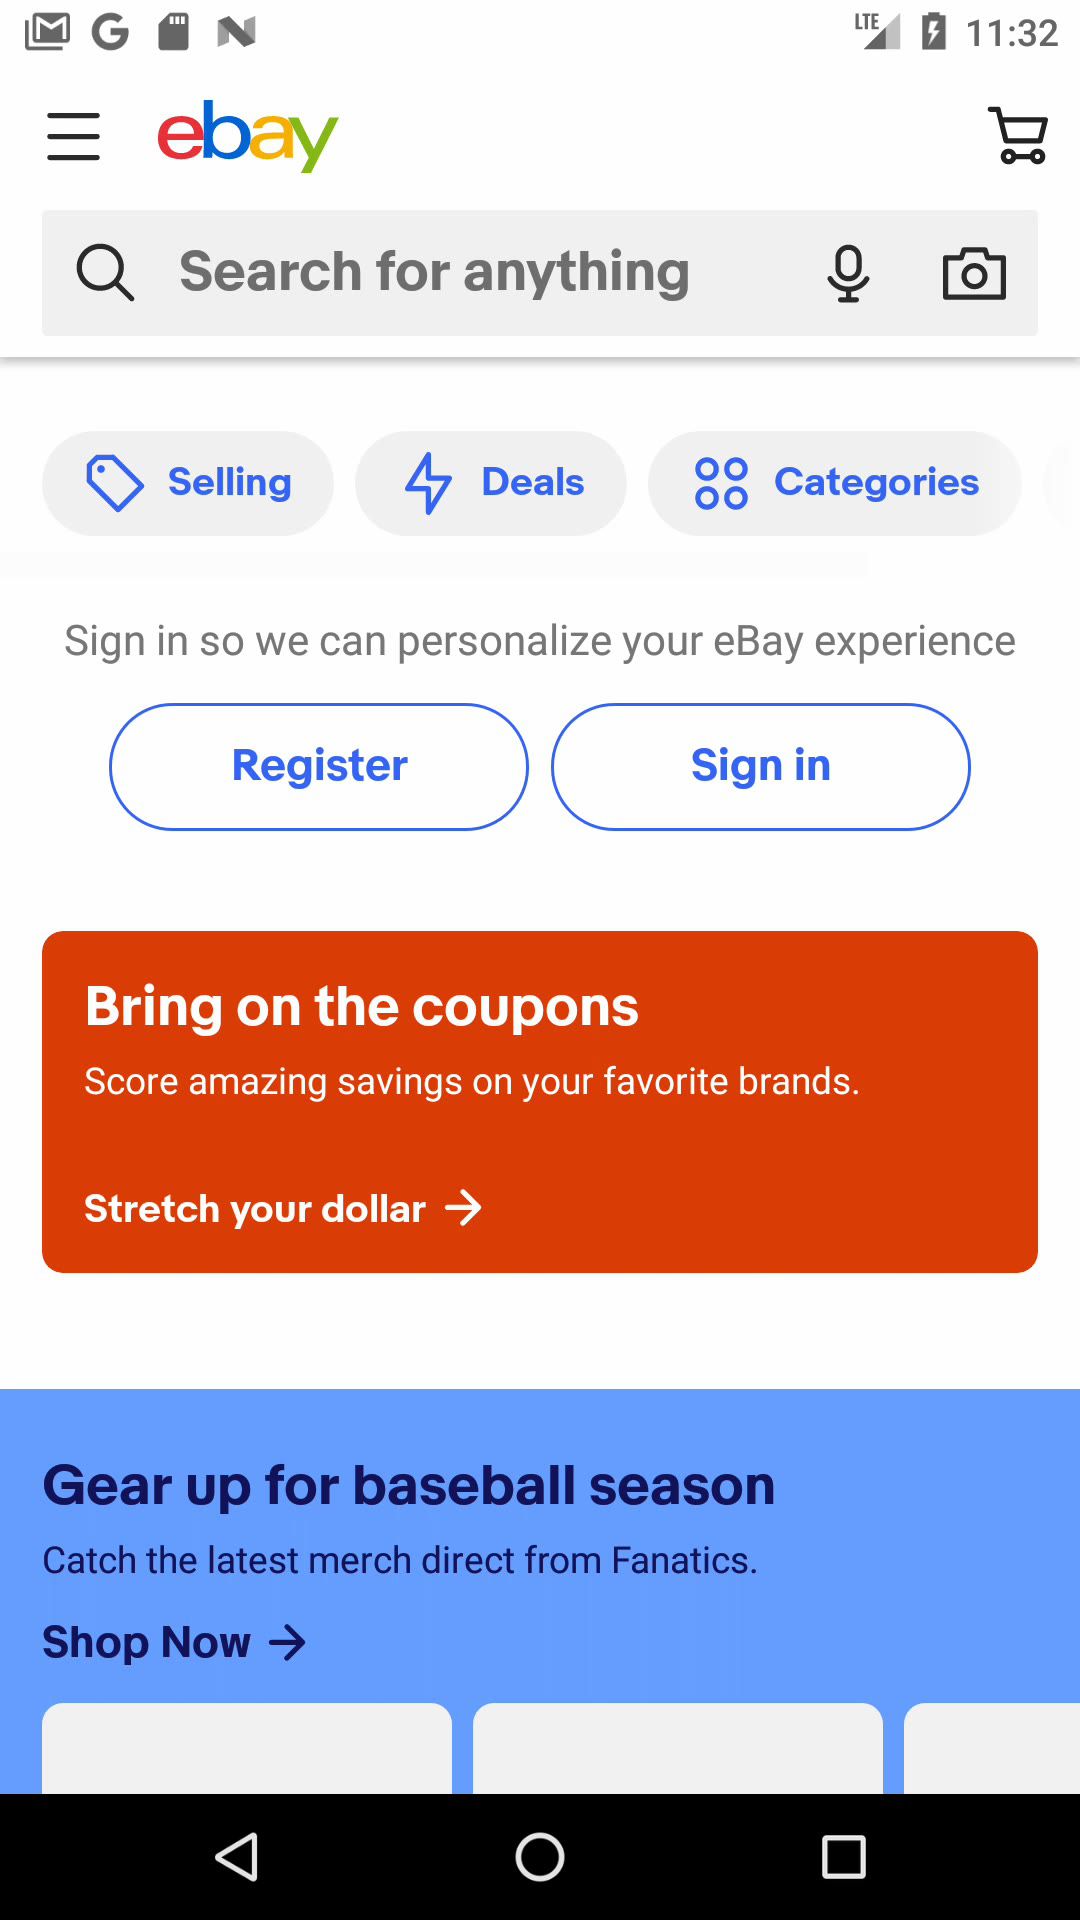 LTE 11:32
ebay
Search for anything
Selling Deals Categories
Sign in so we can personalize your eBay experience
Register Sign in
Bring on the coupons
Score amazing savings on your favorite brands.
Stretch your dollar
Gear up for baseball season
Catch the latest merch direct from Fanatics.
Shop Now